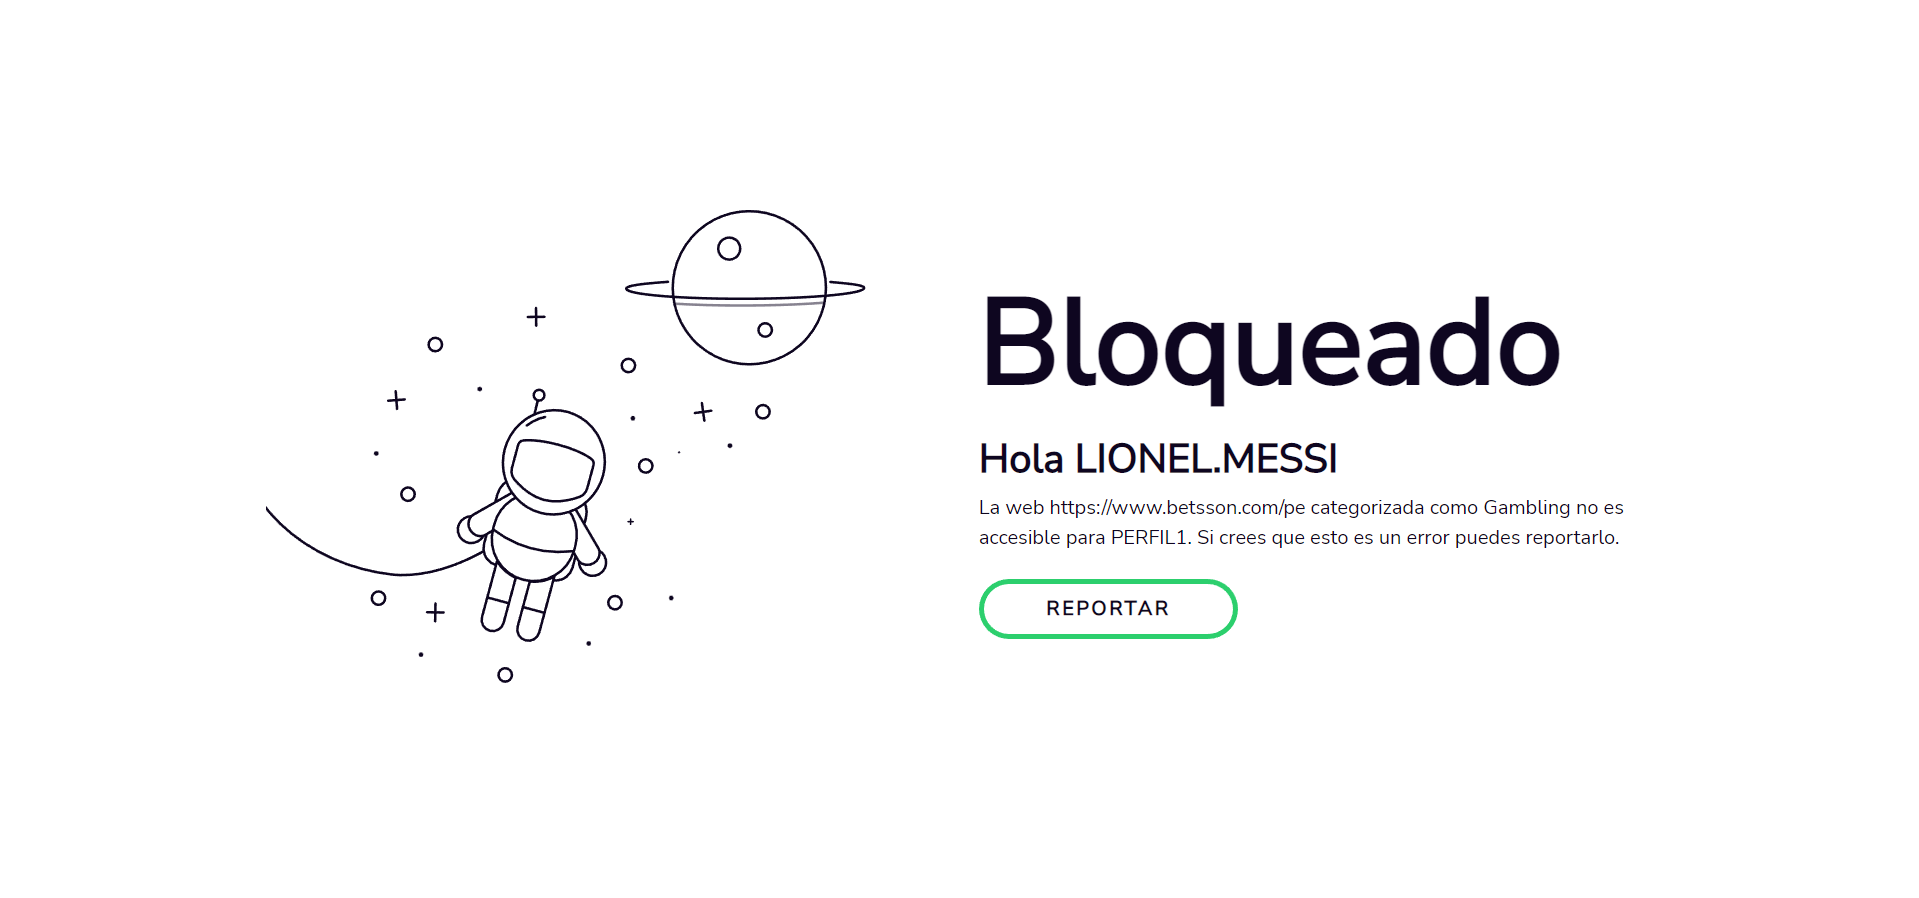 Bloqueado
Hola LIONEL.MESSI
La web https://www.betsson.com/pe categorizada como Gambling no es
accesible para PERFIL1. Si crees que esto es un error puedes reportarlo.
REPORTAR